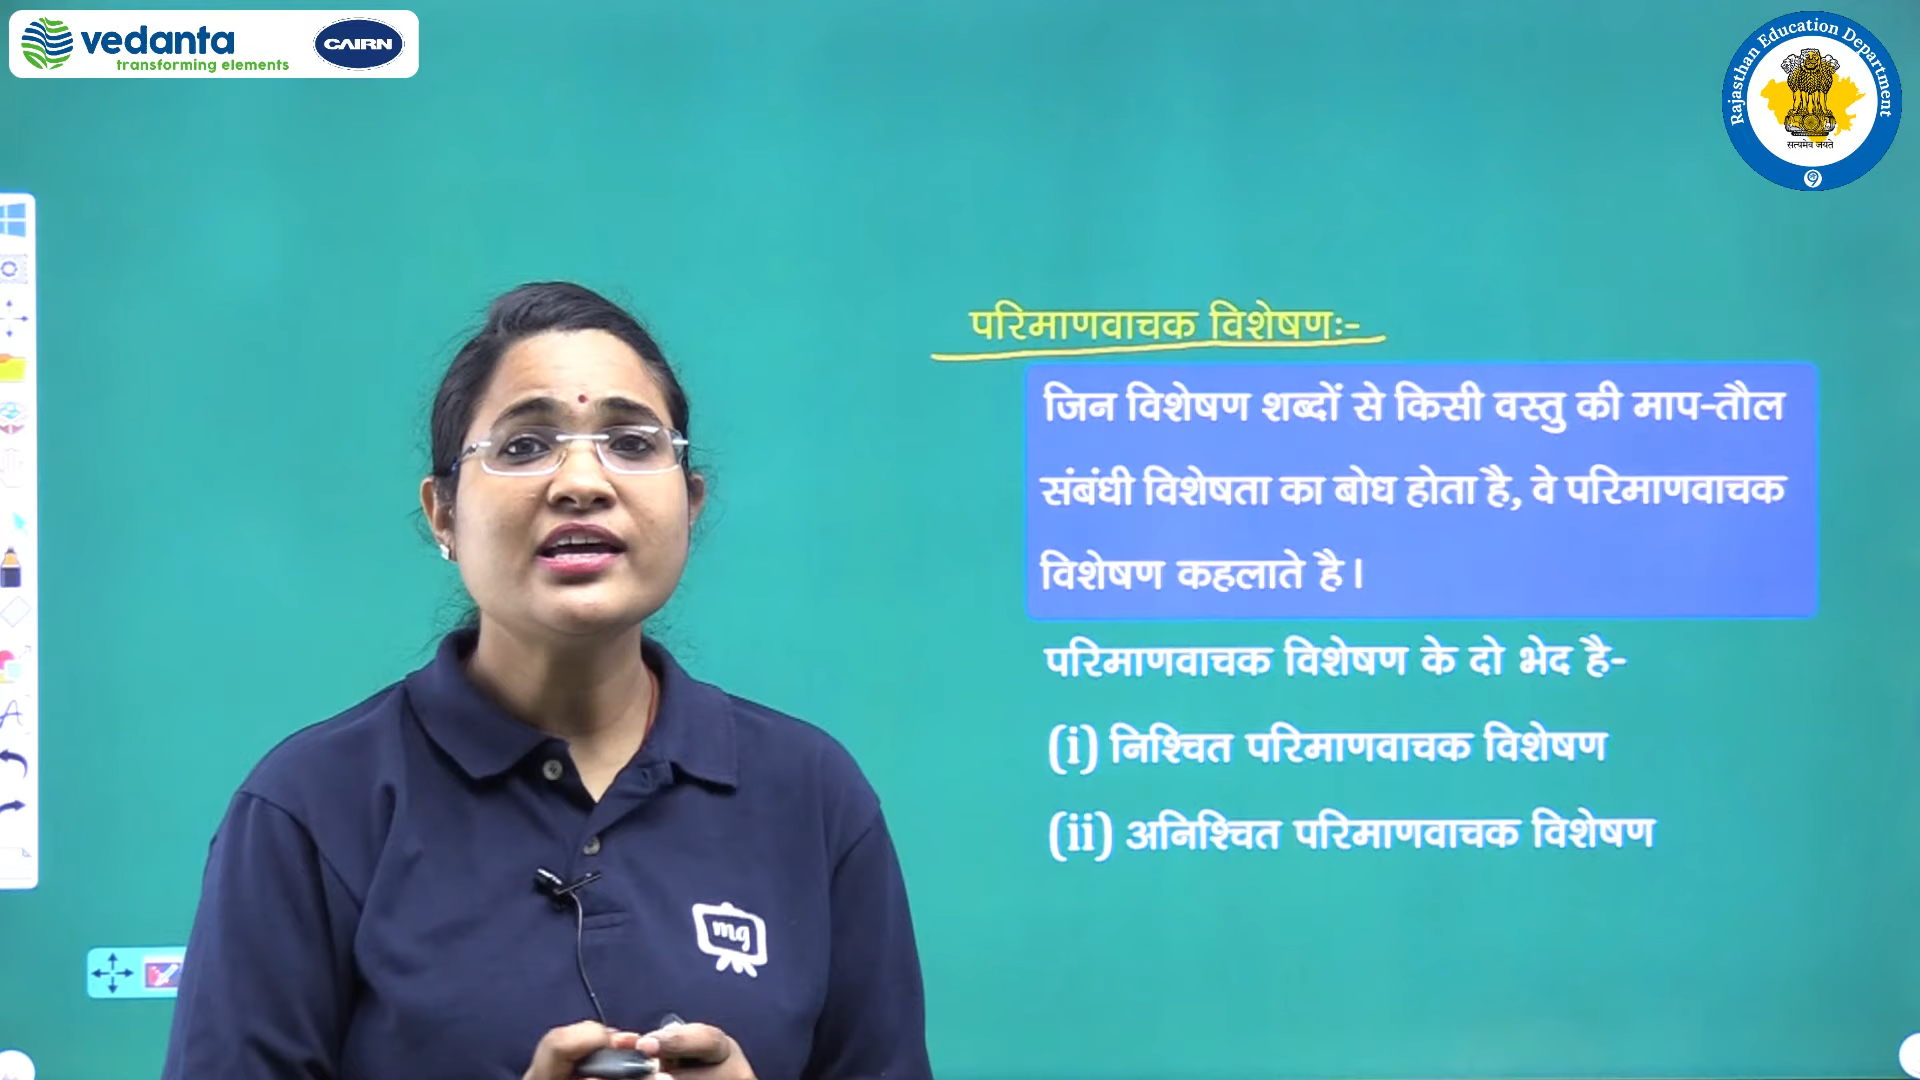 vedanta
transforming elements
CAIRN
Rajasthan Education Department
सत्यमेव जयते
परिमाणवाचक विशेषणः-
जिन विशेषण शब्दों से किसी वस्तु की माप-तौल
संबंधी विशेषता का बोध होता है, वे परिमाणवाचक
विशेषण कहलाते है।
परिमाणवाचक विशेषण के दो भेद है-
(i) निश्चित परिमाणवाचक विशेषण
(ii) अनिश्चित परिमाणवाचक विशेषण
mg